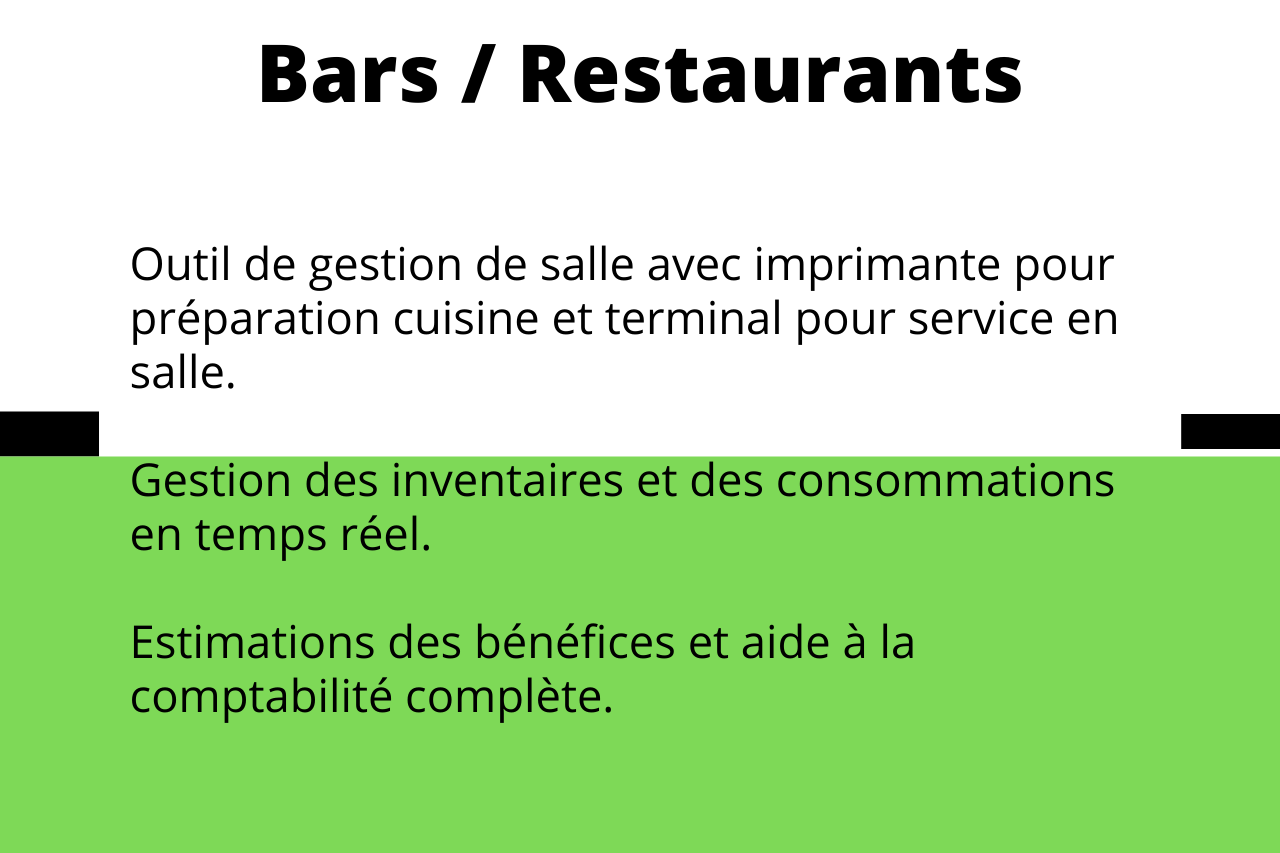 Bars / Restaurants
Outil de gestion de salle avec imprimante pour
préparation cuisine et terminal pour service en
salle.
Gestion des inventaires et des consommations
en temps réel.
Estimations des bénéfices et aide à la
comptabilité complète.